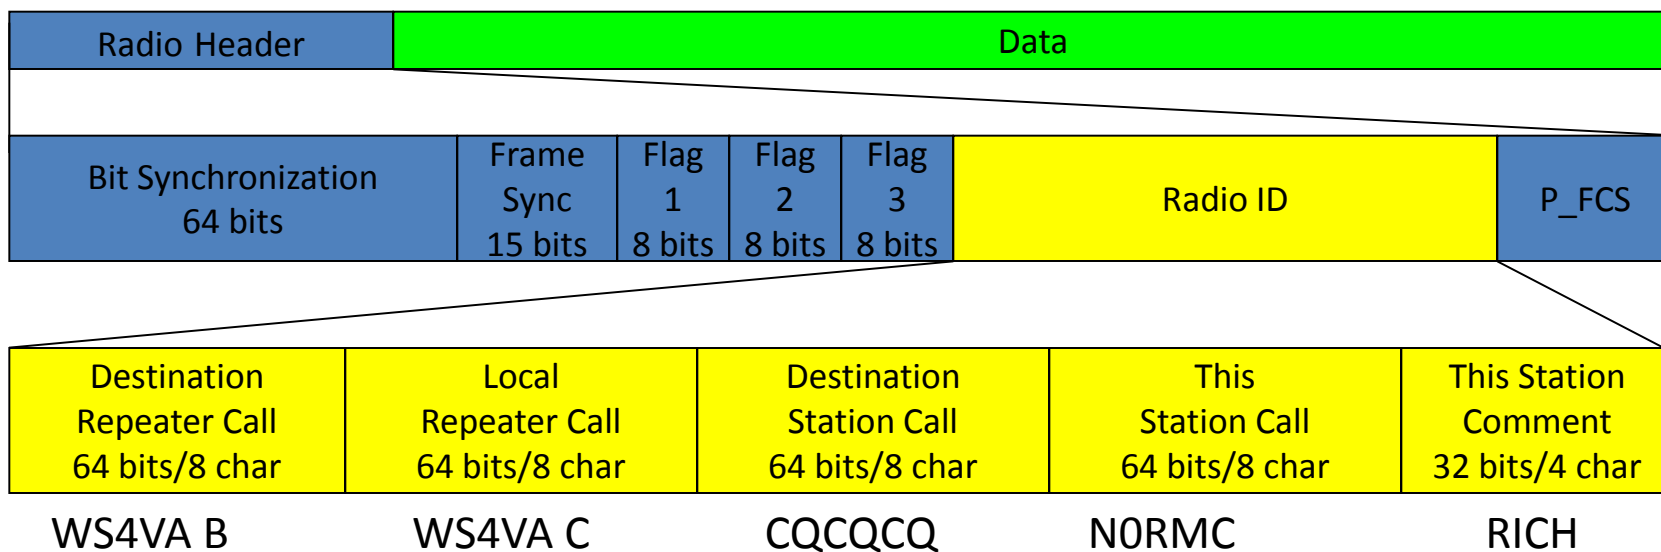 Radio Header
Data
Bit Synchronization
64 bits
Frame
Sync
15 bits
Flag
1
8 bits
Flag
2
8 bits
Flag
3
8 bits
Radio ID
P_FCS
Destination
Repeater Call
64 bits/8 char
Local
Repeater Call
64 bits/8 char
Destination
Station Call
64 bits/8 char
This
Station Call
64 bits/8 char
This Station
Comment
32 bits/4 char
WS4VA B
WS4VA C
CQCQCQ
N0RMC
RICH